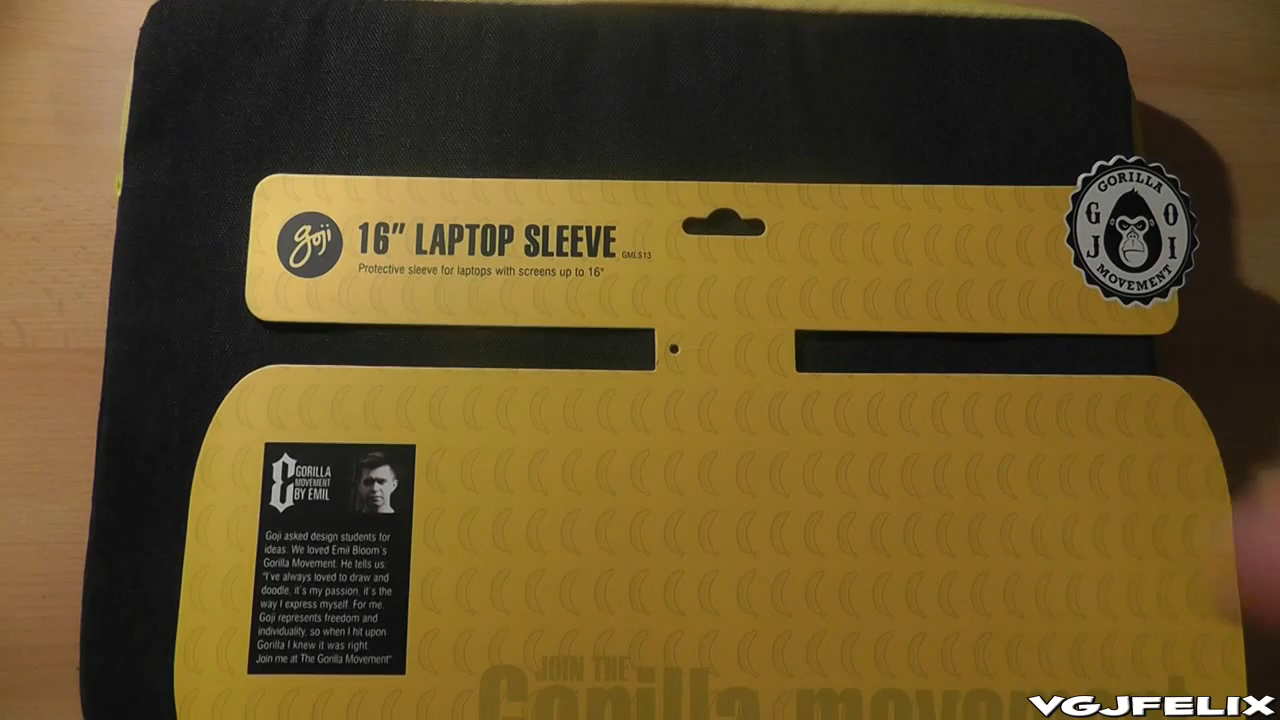 goji
16" LAPTOP SLEEVE GMLS13
Protective sleeve for laptops with screens up to 16"
GORILLA
G O
J I
MOVEMENT
GORILLA
MOVEMENT
BY EMIL
Goji asked design students for
ideas. We loved Emil Bloom's
Gorilla Movement. He tells us:
"I've always loved to draw and
doodle, it's my passion, it's the
way I express myself. For me,
Goji represents freedom and
individuality, so when I hit upon
Gorilla I knew it was right.
Join me at The Gorilla Movement"
JOIN THE
Gorilla movement
VGJFELIX